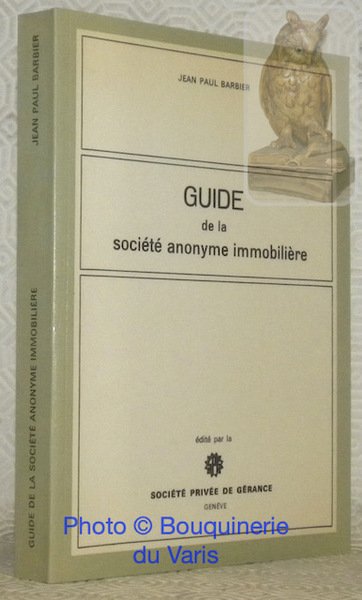 JEAN PAUL BARBIER
GUIDE DE LA SOCIÉTÉ ANONYME IMMOBILIÈRE
JEAN PAUL BARBIER
GUIDE
de la
société anonyme immobilière
édité par la
SOCIÉTÉ PRIVÉE DE GÉRANCE
GENÈVE
Photo © Bouquinerie
du Varis